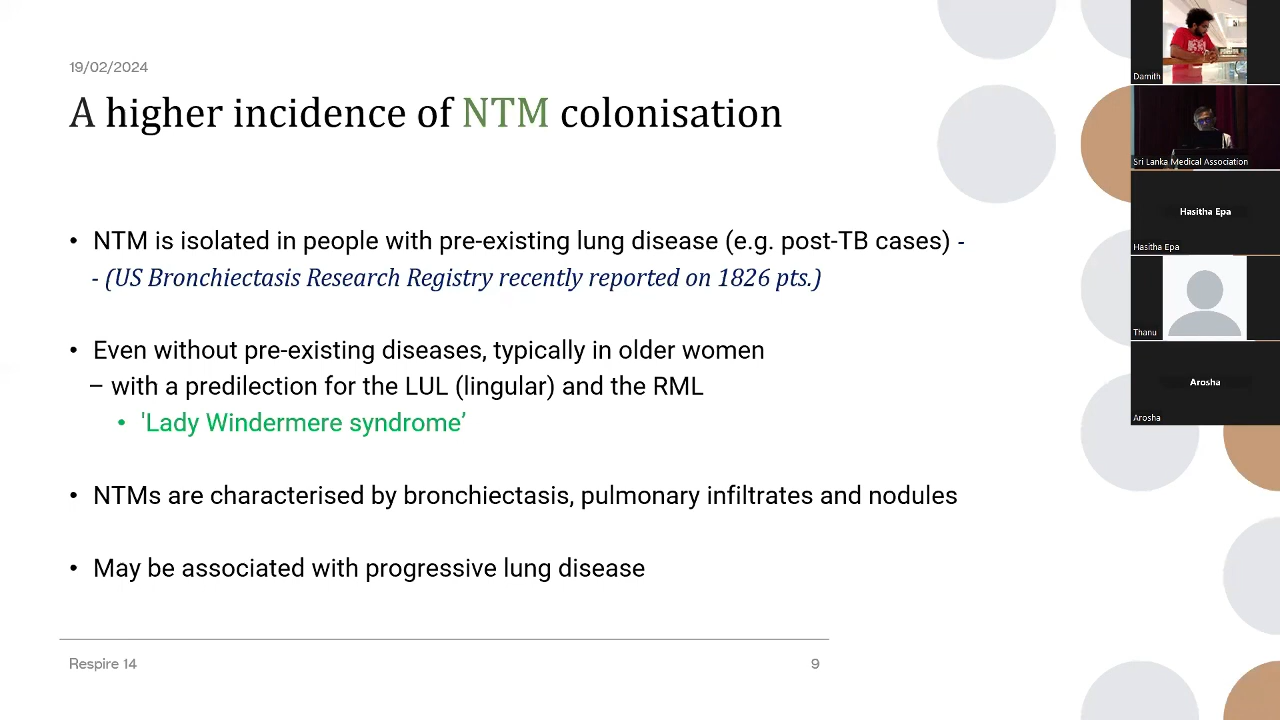 19/02/2024
A higher incidence of NTM colonisation
• NTM is isolated in people with pre-existing lung disease (e.g. post-TB cases) -
- (US Bronchiectasis Research Registry recently reported on 1826 pts.)
• Even without pre-existing diseases, typically in older women
– with a predilection for the LUL (lingular) and the RML
• 'Lady Windermere syndrome’
• NTMs are characterised by bronchiectasis, pulmonary infiltrates and nodules
• May be associated with progressive lung disease
Respire 14
9
Damith
Sri Lanka Medical Association
Hasitha Epa
Hasitha Epa
Thanu
Arosha
Arosha